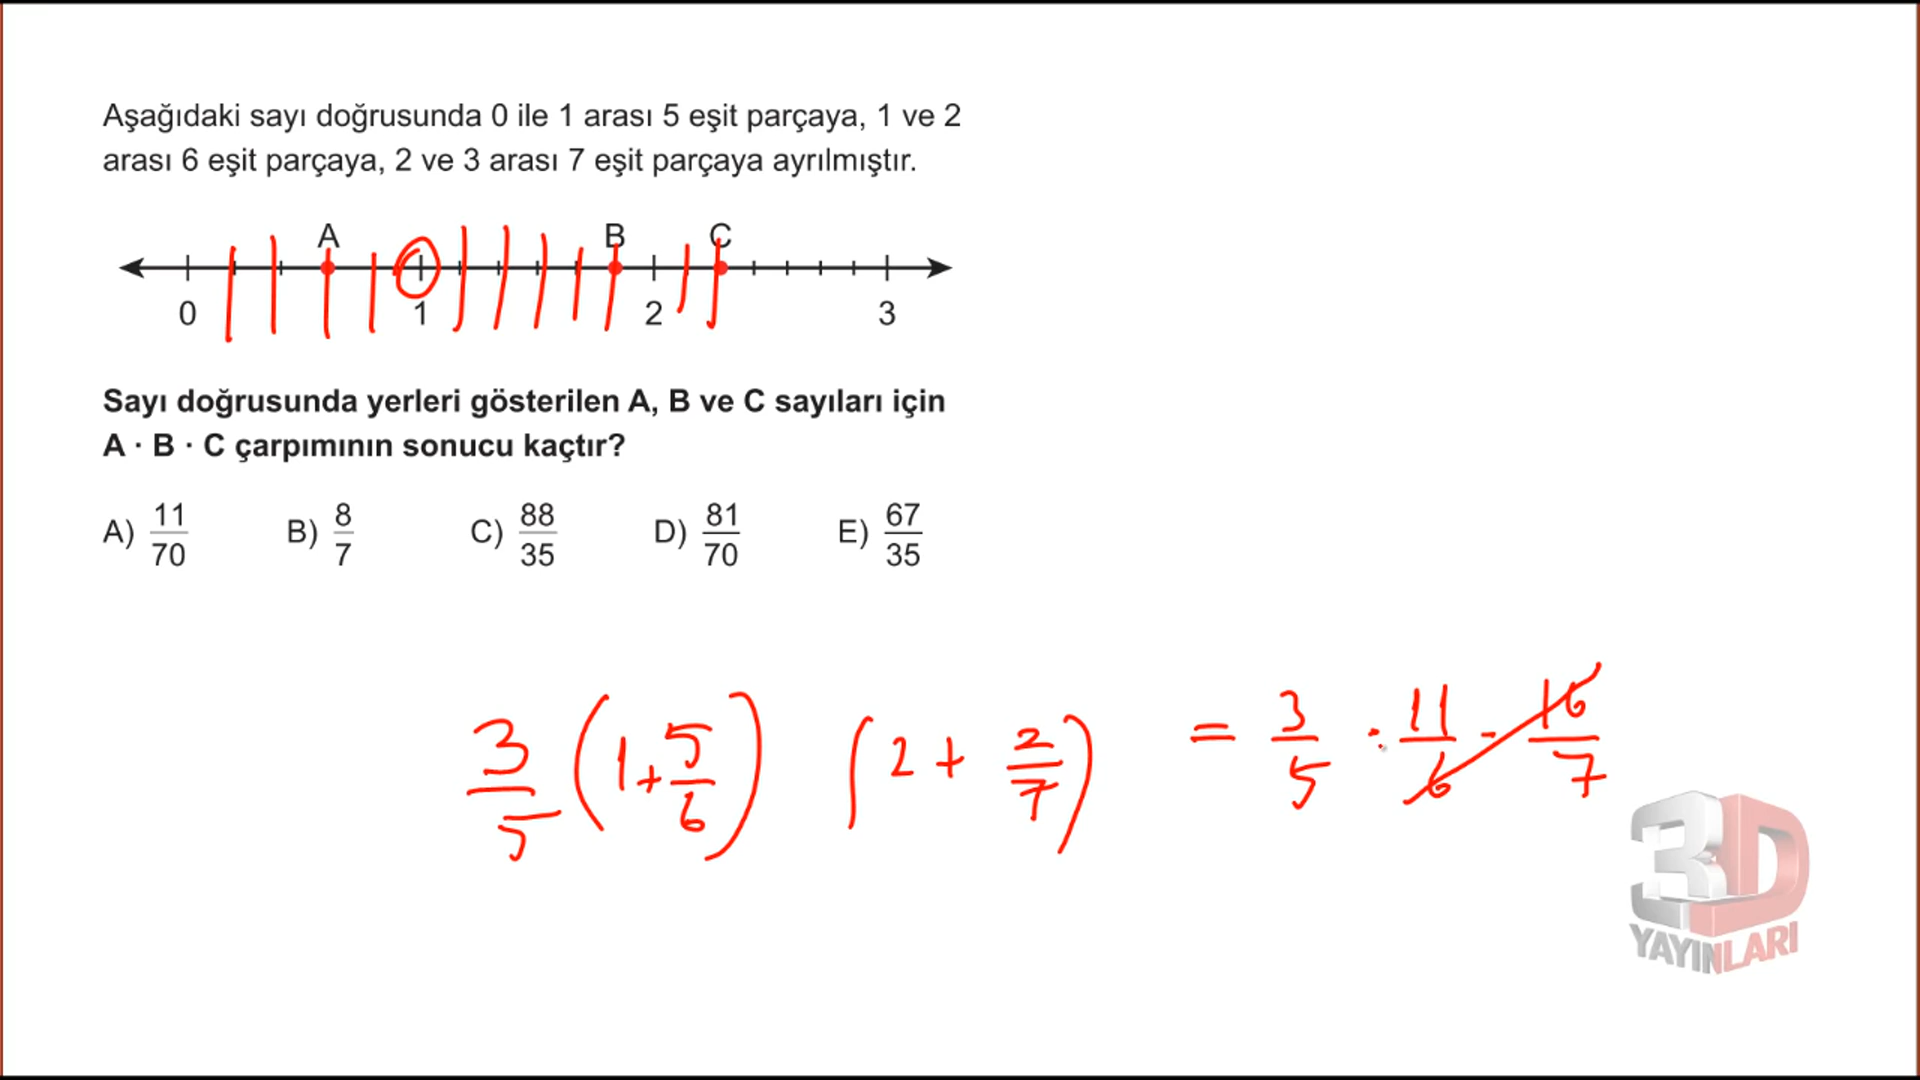 Aşağıdaki sayı doğrusunda 0 ile 1 arası 5 eşit parçaya, 1 ve 2
arası 6 eşit parçaya, 2 ve 3 arası 7 eşit parçaya ayrılmıştır.
A B C
0 1 2 3
Sayı doğrusunda yerleri gösterilen A, B ve C sayıları için
A · B · C çarpımının sonucu kaçtır?
A) 11/70 B) 8/7 C) 88/35 D) 81/70 E) 67/35
3/5 (1+5/6) (2+2/7) = 3/5 · 11/6 · 16/7
3D
YAYINLARI